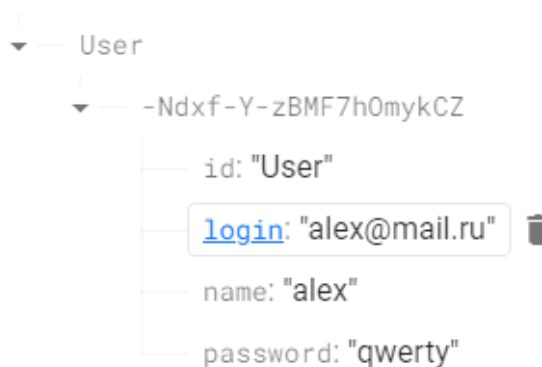 User
-Ndxf-Y-zBMF7hOmykCZ
id: "User"
login: "alex@mail.ru"
name: "alex"
password: "qwerty"